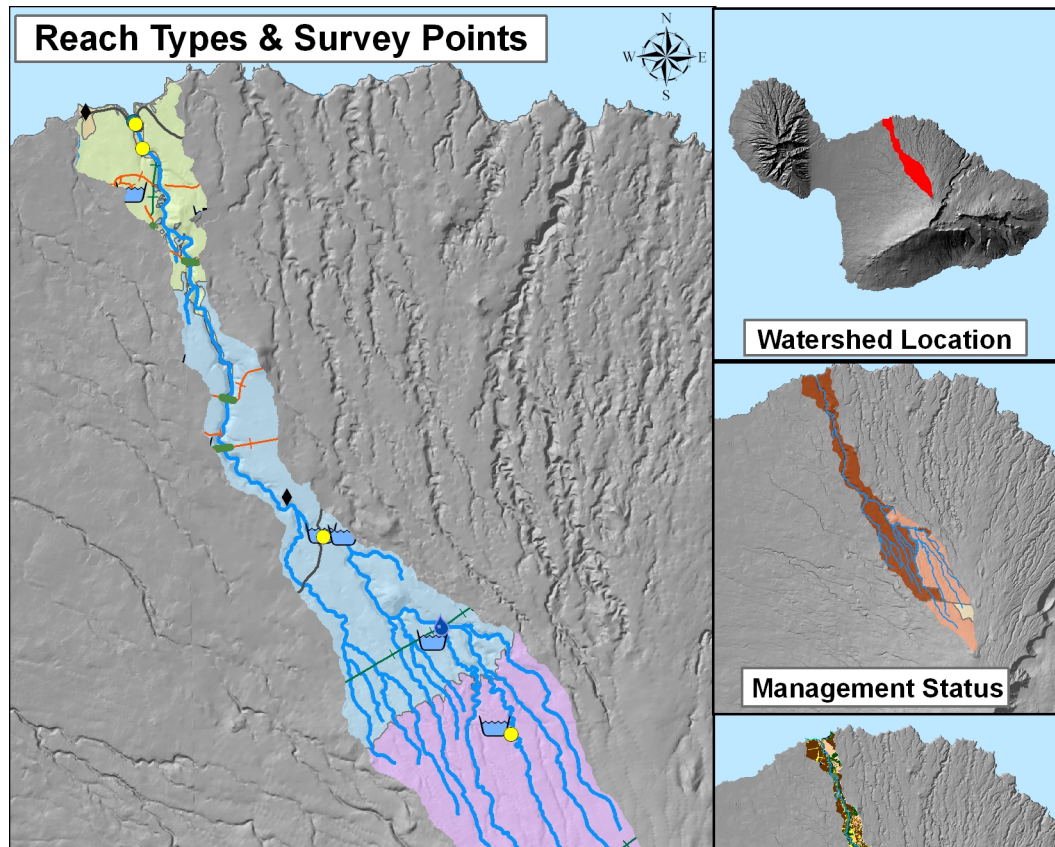 Reach Types & Survey Points
N
W E
S
Watershed Location
Management Status